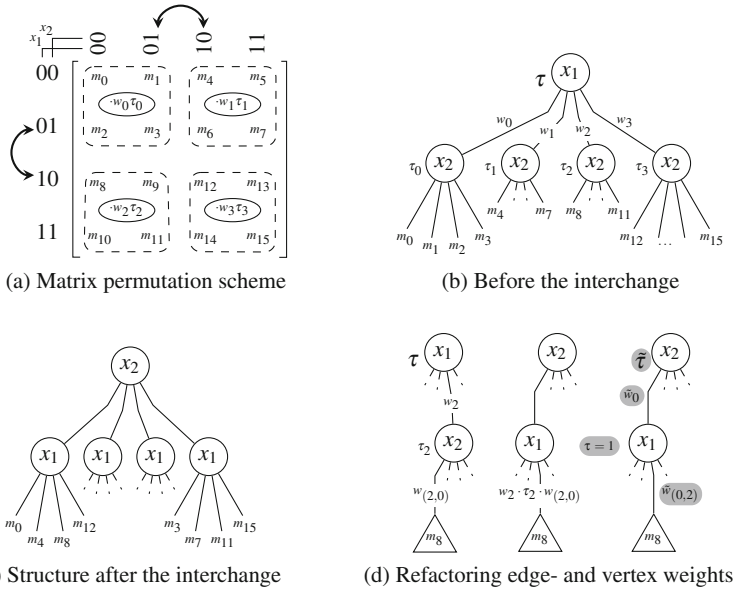 x₂
x₁
00 01 10 11
00
01
10
11
m₀ m₁ m₄ m₅
·w₀τ₀ ·w₁τ₁
m₂ m₃ m₆ m₇
m₈ m₉ m₁₂ m₁₃
·w₂τ₂ ·w₃τ₃
m₁₀ m₁₁ m₁₄ m₁₅
(a) Matrix permutation scheme
τ x₁
w₀ w₁ w₂ w₃
τ₀ x₂ τ₁ x₂ τ₂ x₂ τ₃ x₂
m₄ m₇ m₈ m₁₁
m₀ m₁ m₂ m₃ m₁₂ ... m₁₅
(b) Before the interchange
x₂
x₁ x₁ x₁ x₁
m₀ m₄ m₈ m₁₂ m₃ m₇ m₁₁ m₁₅
) Structure after the interchange
τ x₁ x₂ τ̃ x₂
w₂ w̃₀
τ₂ x₂ x₁ τ = 1 x₁
w₍₂,₀₎ w₂ · τ₂ · w₍₂,₀₎ w̃₍₀,₂₎
m₈ m₈ m₈
(d) Refactoring edge- and vertex weights